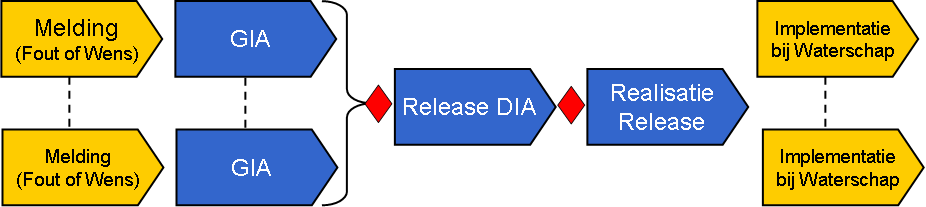 Melding
(Fout of Wens)
GIA
Implementatie
bij Waterschap
Release DIA
Realisatie
Release
Melding
(Fout of Wens)
GIA
Implementatie
bij Waterschap